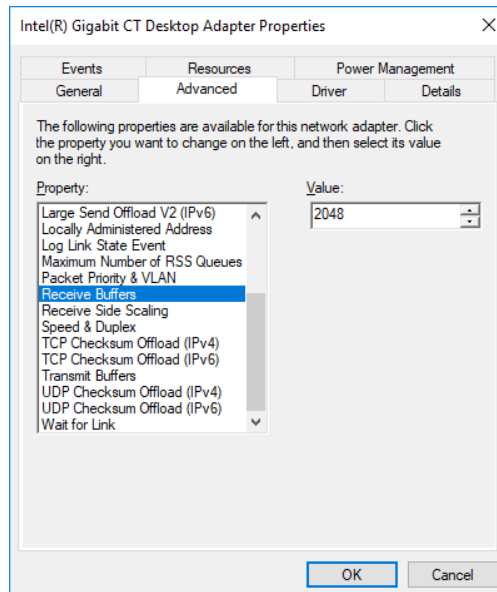 Intel(R) Gigabit CT Desktop Adapter Properties
Events
Resources
Power Management
General
Advanced
Driver
Details
The following properties are available for this network adapter. Click
the property you want to change on the left, and then select its value
on the right.
Property:
Value:
Large Send Offload V2 (IPv6)
2048
Locally Administered Address
Log Link State Event
Maximum Number of RSS Queues
Packet Priority & VLAN
Receive Buffers
Receive Side Scaling
Speed & Duplex
TCP Checksum Offload (IPv4)
TCP Checksum Offload (IPv6)
Transmit Buffers
UDP Checksum Offload (IPv4)
UDP Checksum Offload (IPv6)
Wait for Link
OK
Cancel